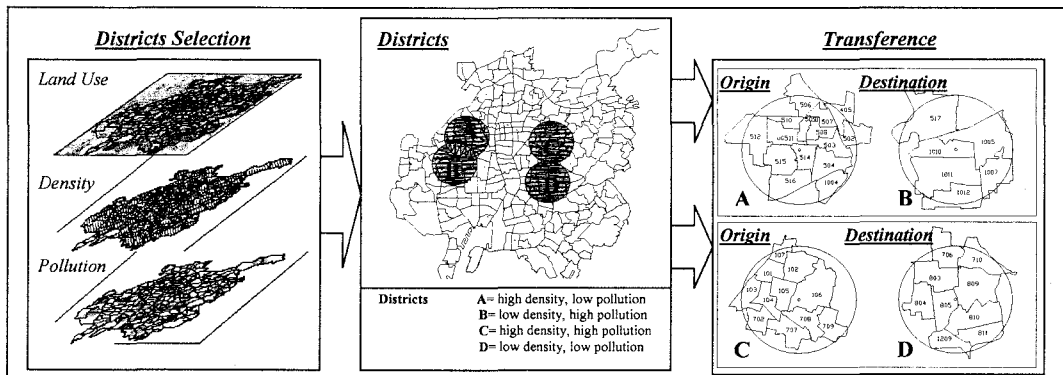 Districts Selection
Land Use
Density
Pollution
Districts
A
B
C
D
Districts
A= high density, low pollution
B= low density, high pollution
C= high density, high pollution
D= low density, low pollution
Transference
Origin
Destination
506
405
510
507
512
511
508
502
503
515
514
504
516
1004
A
517
1010
1005
1011
1007
1012
B
Origin
Destination
107
101
102
103
105
106
104
702
708
707
709
C
706
710
803
809
804
805
810
811
1209
D